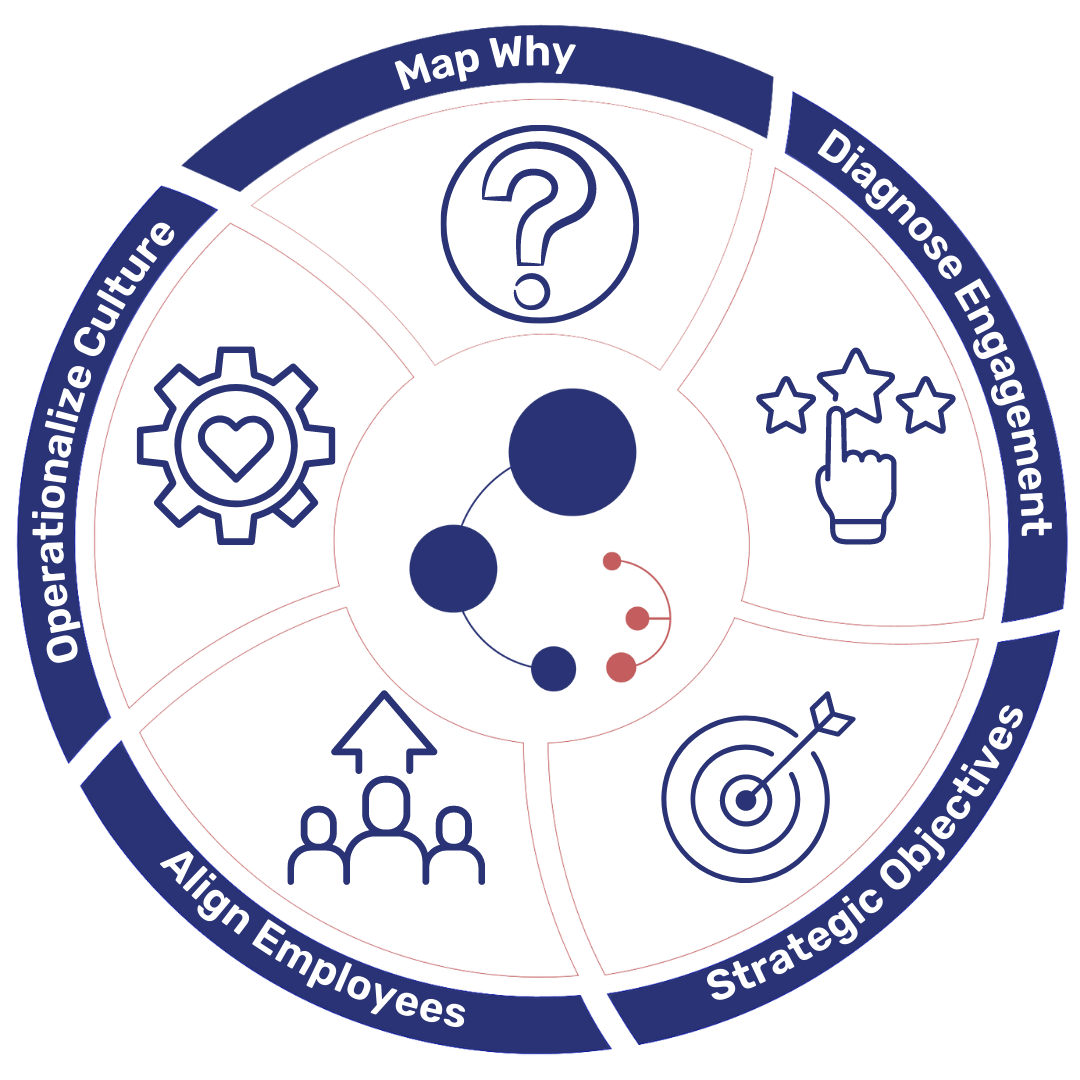 Map Why
Diagnose Engagement
Strategic Objectives
Align Employees
Operationalize Culture